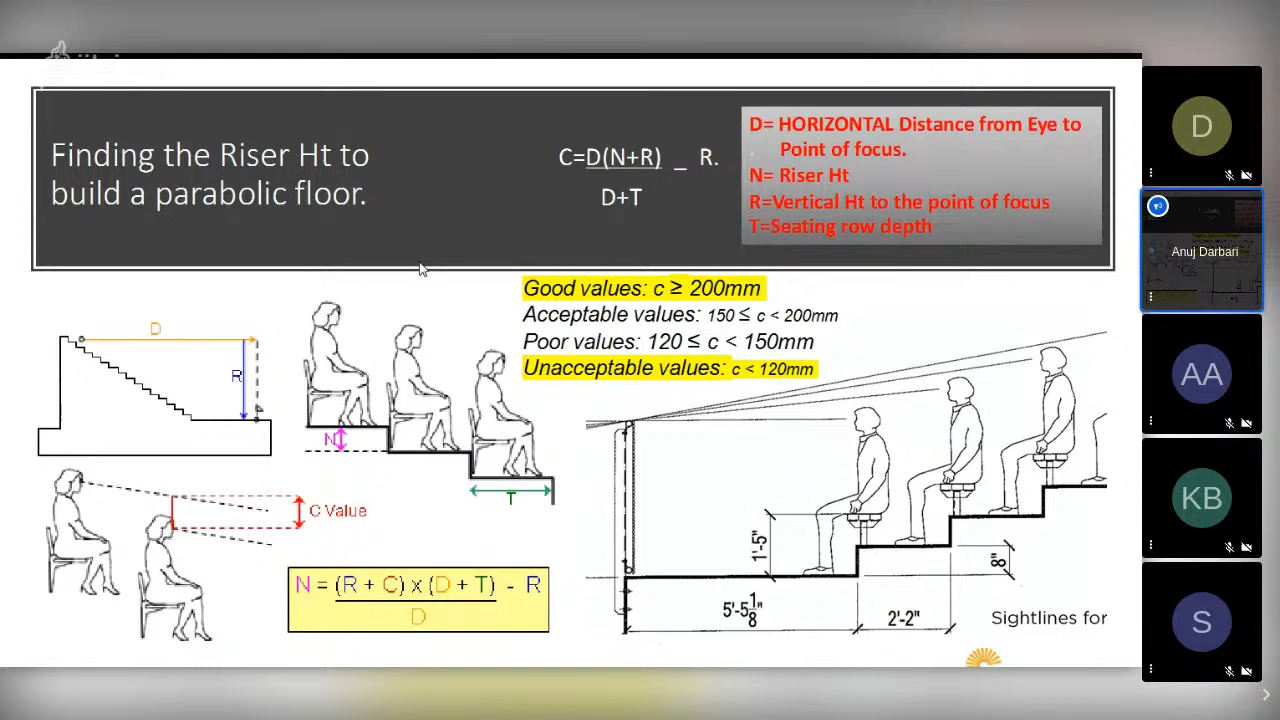 Finding the Riser Ht to
build a parabolic floor.
C=D(N+R) _ R.
D+T
D= HORIZONTAL Distance from Eye to
Point of focus.
N= Riser Ht
R=Vertical Ht to the point of focus
T=Seating row depth
Good values: c ≥ 200mm
Acceptable values: 150 ≤ c < 200mm
Poor values: 120 ≤ c < 150mm
Unacceptable values: c < 120mm
D
R
N
T
C Value
N = (R + C) x (D + T) - R
D
1'-5"
8"
5'-5 1/8"
2'-2"
Sightlines for
D
Anuj Darbari
AA
KB
S